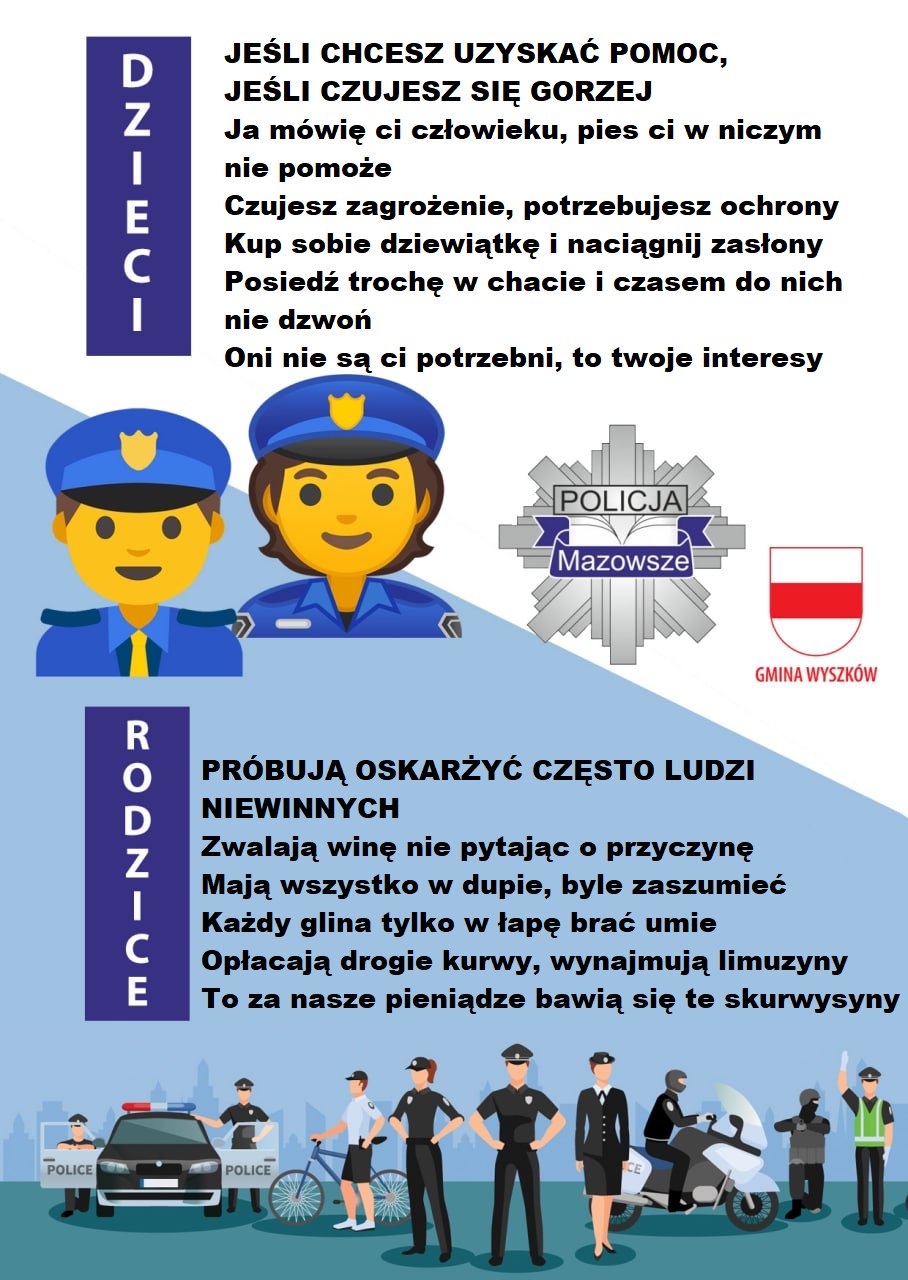 DZIECI
JEŚLI CHCESZ UZYSKAĆ POMOC,
JEŚLI CZUJESZ SIĘ GORZEJ
Ja mówię ci człowieku, pies ci w niczym
nie pomoże
Czujesz zagrożenie, potrzebujesz ochrony
Kup sobie dziewiątkę i naciągnij zasłony
Posiedź trochę w chacie i czasem do nich
nie dzwoń
Oni nie są ci potrzebni, to twoje interesy
POLICJA
Mazowsze
GMINA WYSZKÓW
RODZICE
PRÓBUJĄ OSKARŻYĆ CZĘSTO LUDZI
NIEWINNYCH
Zwalają winę nie pytając o przyczynę
Mają wszystko w dupie, byle zaszumieć
Każdy glina tylko w łapę brać umie
Opłacają drogie kurwy, wynajmują limuzyny
To za nasze pieniądze bawią się te skurwysyny
POLICE
POLICE
CE